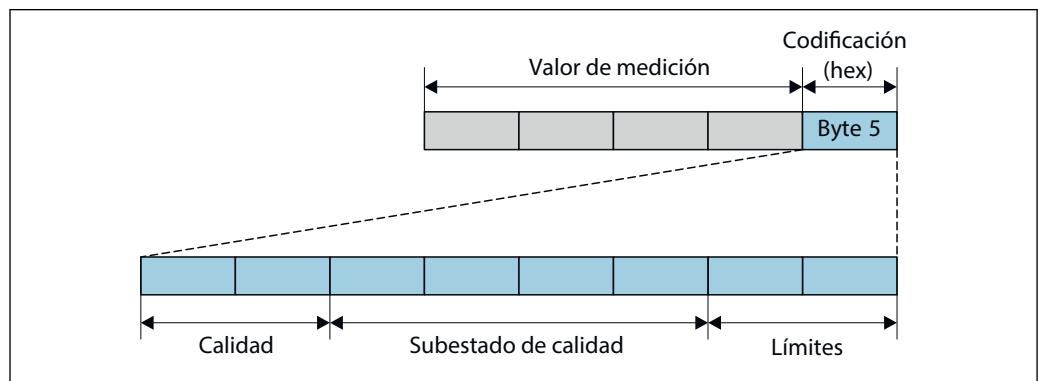 Codificación
Valor de medición
(hex)
Byte 5
Calidad
Subestado de calidad
Límites